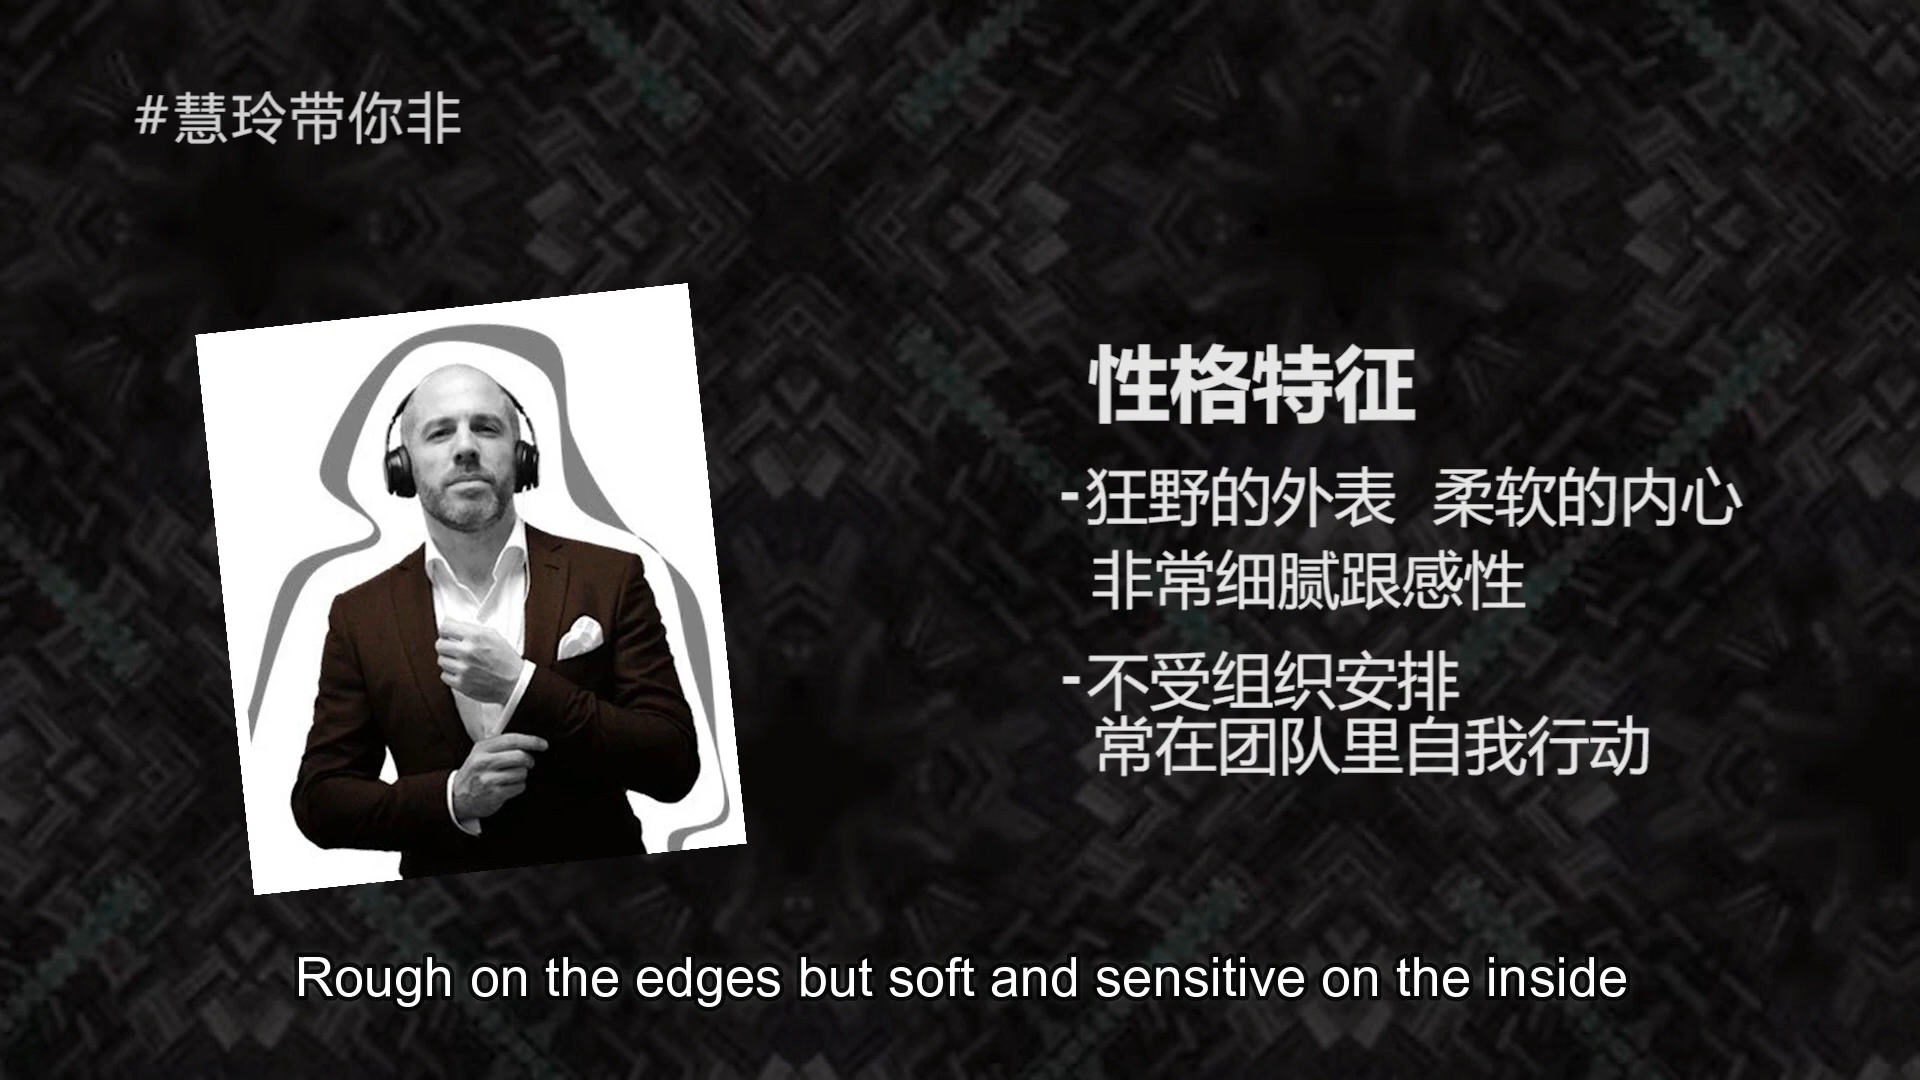 #慧玲带你非
性格特征
-狂野的外表 柔软的内心
非常细腻跟感性
-不受组织安排
常在团队里自我行动
Rough on the edges but soft and sensitive on the inside